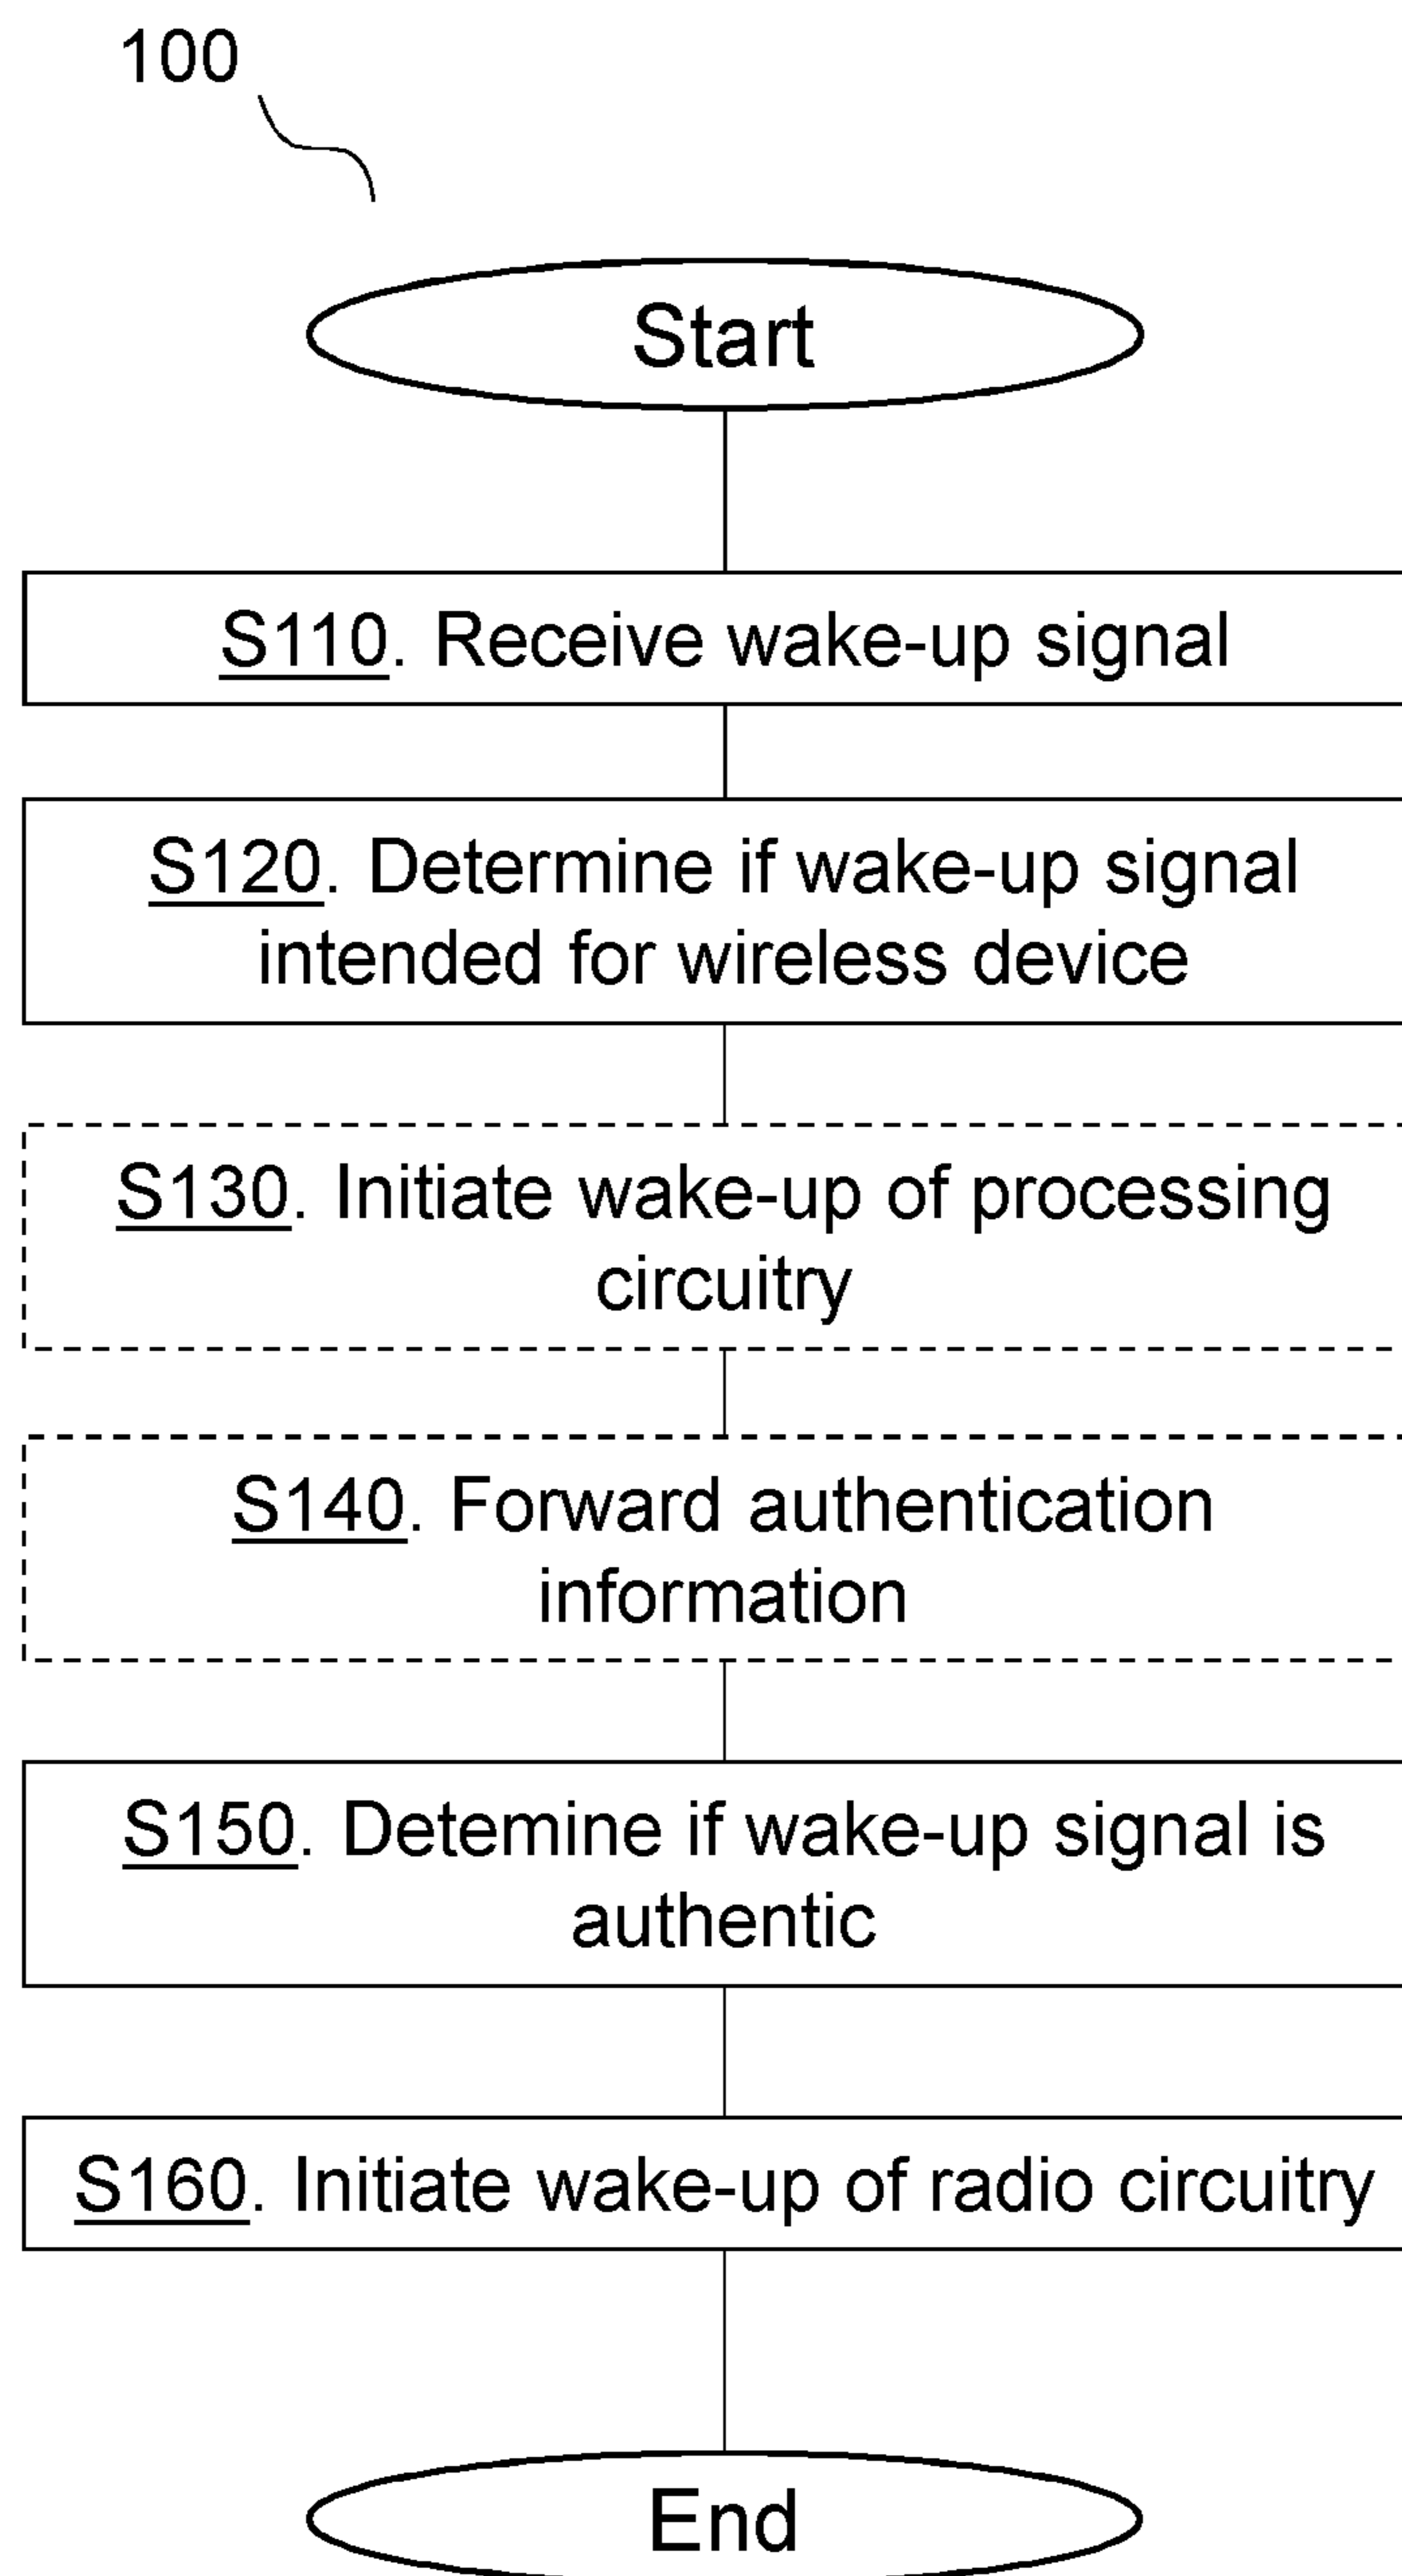 100
Start
S110. Receive wake-up signal
S120. Determine if wake-up signal
intended for wireless device
S130. Initiate wake-up of processing
circuitry
S140. Forward authentication
information
S150. Detemine if wake-up signal is
authentic
S160. Initiate wake-up of radio circuitry
End